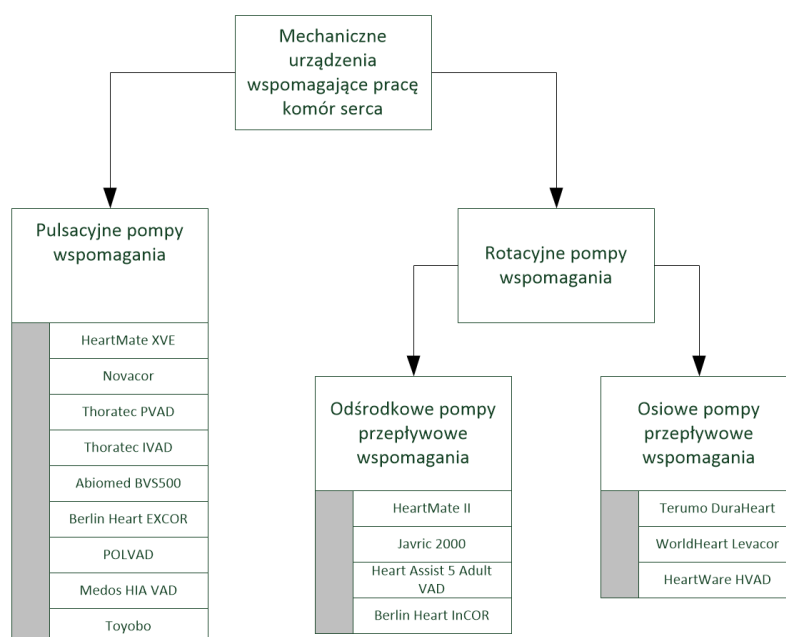 Mechaniczne
urządzenia
wspomagające pracę
komór serca
Pulsacyjne pompy
wspomagania
HeartMate XVE
Novacor
Thoratec PVAD
Thoratec IVAD
Abiomed BVS500
Berlin Heart EXCOR
POLVAD
Medos HIA VAD
Toyobo
Rotacyjne pompy
wspomagania
Odśrodkowe pompy
przepływowe
wspomagania
HeartMate II
Javric 2000
Heart Assist 5 Adult
VAD
Berlin Heart InCOR
Osiowe pompy
przepływowe
wspomagania
Terumo DuraHeart
WorldHeart Levacor
HeartWare HVAD